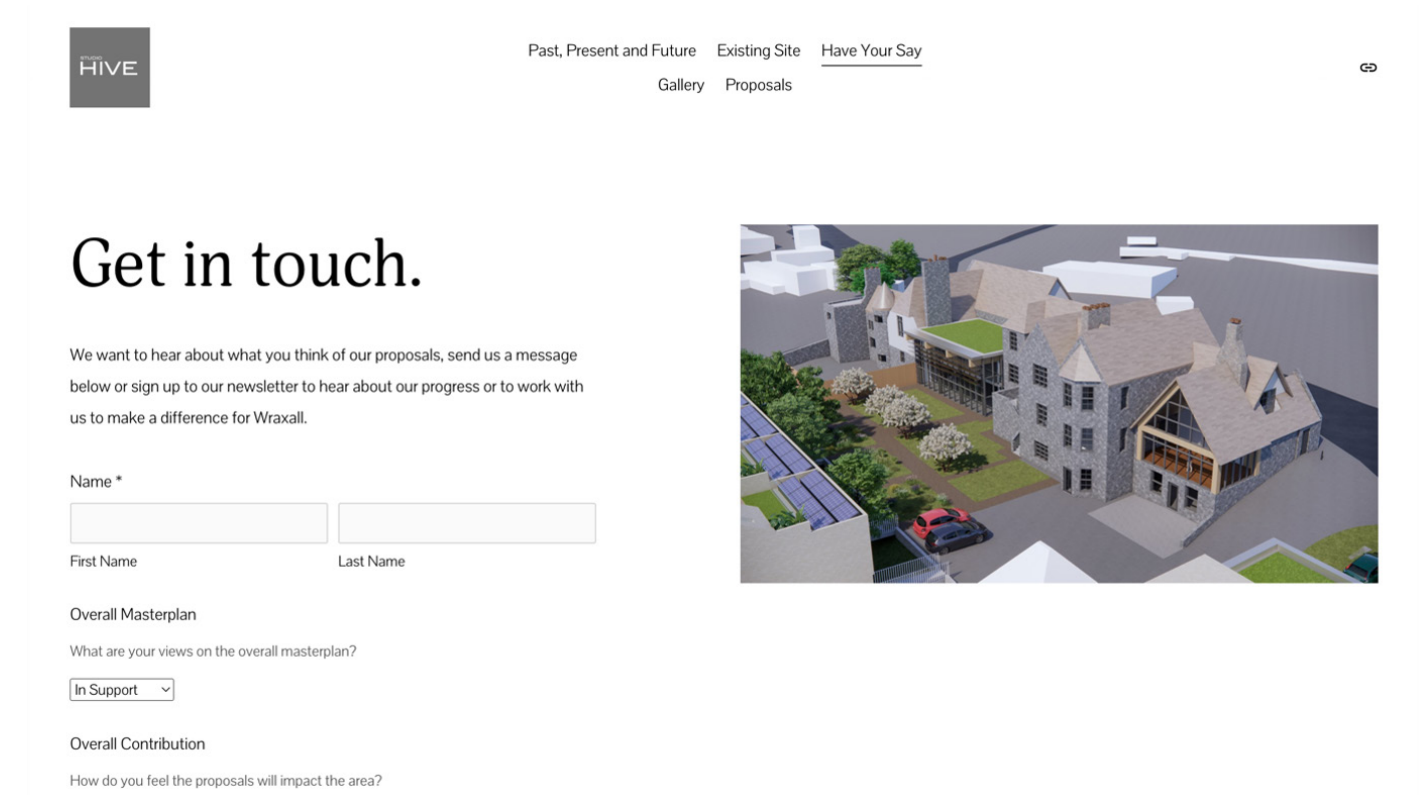 STUDIO
HIVE
Past, Present and Future Existing Site Have Your Say
Gallery Proposals
Get in touch.
We want to hear about what you think of our proposals, send us a message
below or sign up to our newsletter to hear about our progress or to work with
us to make a difference for Wraxall.
Name *
First Name Last Name
Overall Masterplan
What are your views on the overall masterplan?
In Support
Overall Contribution
How do you feel the proposals will impact the area?